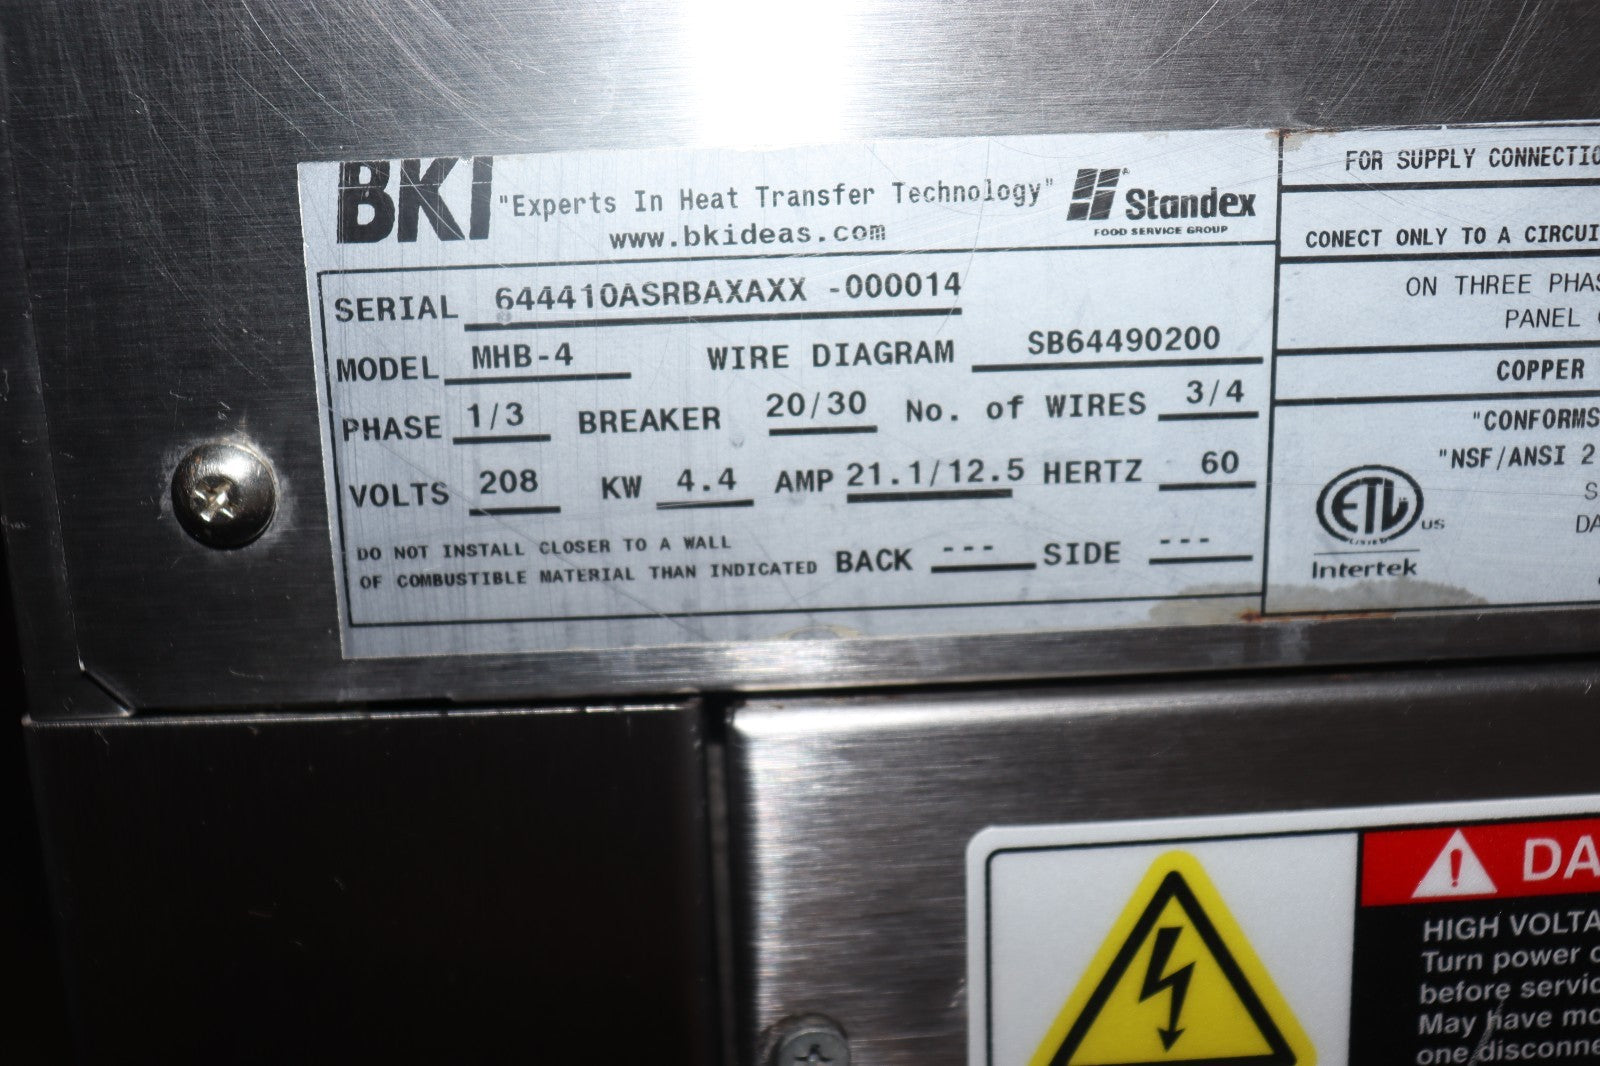 BKI "Experts In Heat Transfer Technology" Standex
www.bkideas.com FOOD SERVICE GROUP
SERIAL 644410ASRBAXAXX -000014
MODEL MHB-4 WIRE DIAGRAM SB64490200
PHASE 1/3 BREAKER 20/30 No. of WIRES 3/4
VOLTS 208 KW 4.4 AMP 21.1/12.5 HERTZ 60
DO NOT INSTALL CLOSER TO A WALL
OF COMBUSTIBLE MATERIAL THAN INDICATED BACK --- SIDE ---
FOR SUPPLY CONNECTIO
CONECT ONLY TO A CIRCUI
ON THREE PHAS
PANEL
COPPER
"CONFORMS
"NSF/ANSI 2
S
DA
ETL US
LISTED
Intertek
DA
HIGH VOLTA
Turn power o
before servic
May have mo
one disconne